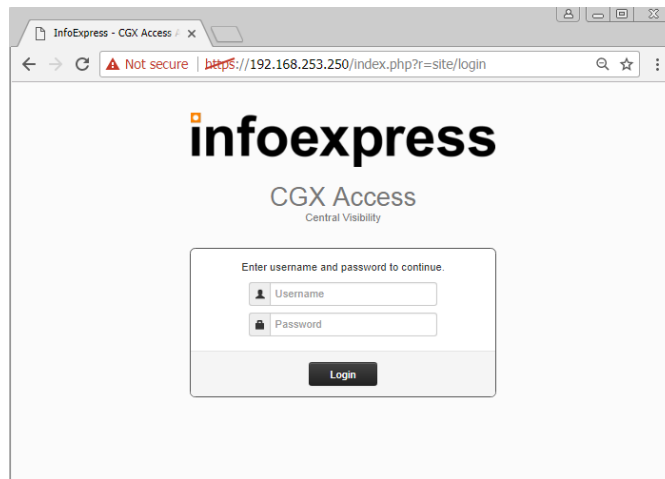 InfoExpress - CGX Access
Not secure | https://192.168.253.250/index.php?r=site/login
infoexpress
CGX Access
Central Visibility
Enter username and password to continue.
Username
Password
Login